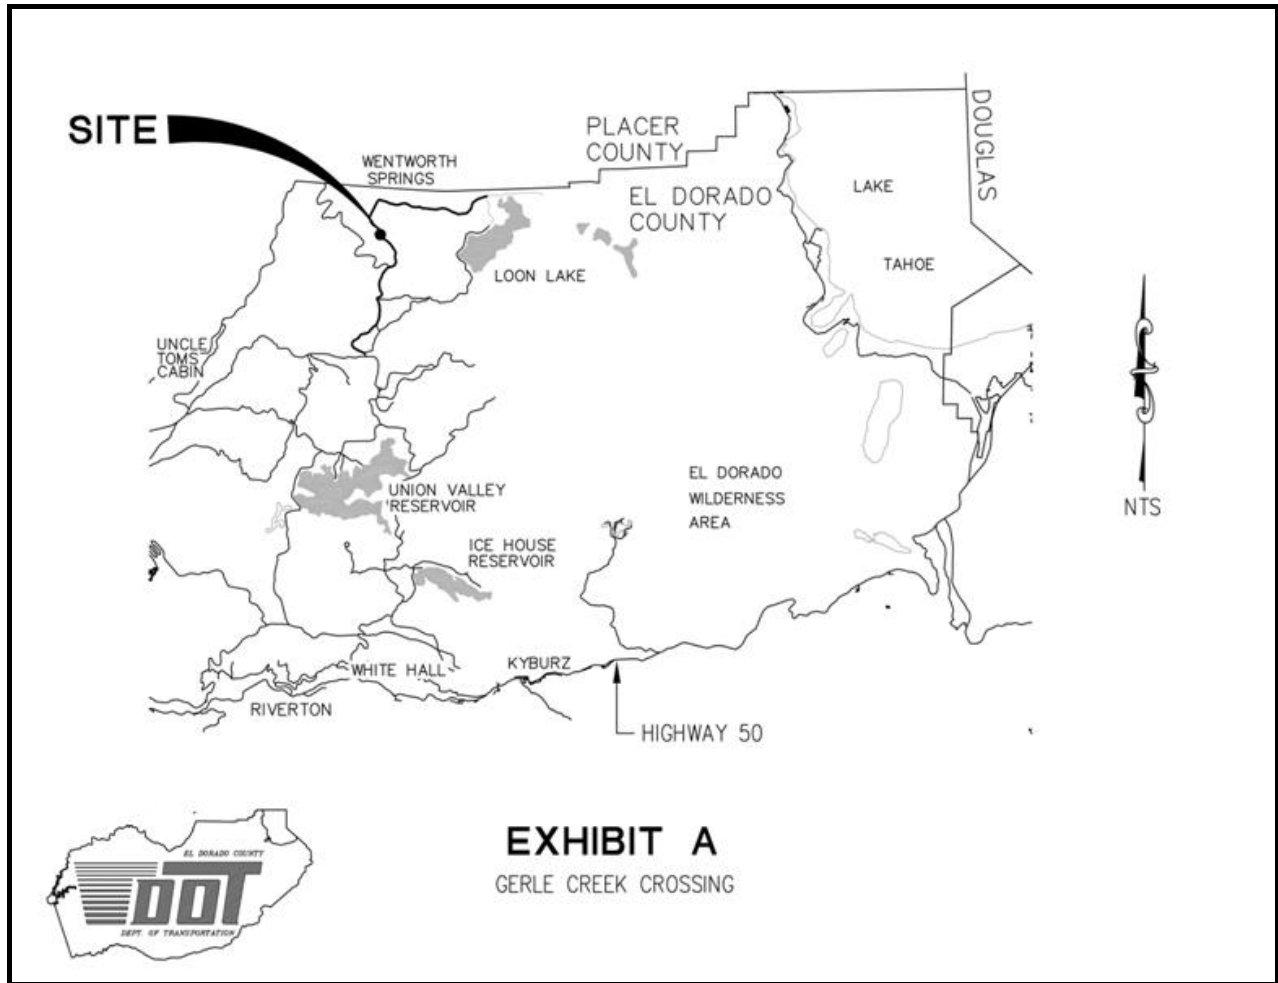 SITE
WENTWORTH
SPRINGS
PLACER
COUNTY
EL DORADO
COUNTY
DOUGLAS
LAKE
TAHOE
LOON LAKE
UNCLE
TOMS
CABIN
UNION VALLEY
RESERVOIR
EL DORADO
WILDERNESS
AREA
NTS
ICE HOUSE
RESERVOIR
WHITE HALL
KYBURZ
RIVERTON
HIGHWAY 50
EXHIBIT A
GERLE CREEK CROSSING
EL DORADO COUNTY
DOT
DEPT. OF TRANSPORTATION